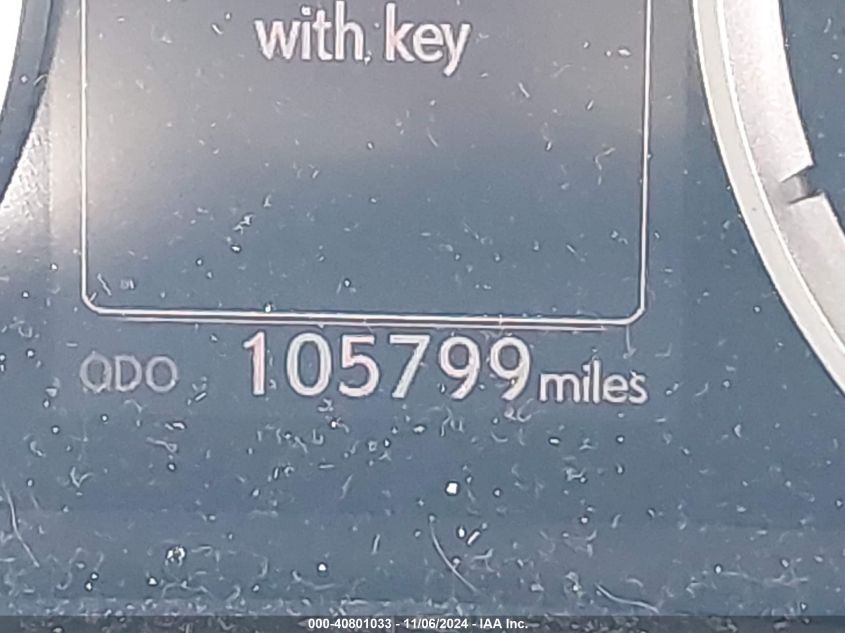 with key
ODO 105799 miles
000-40801033 - 11/06/2024 - IAA Inc.